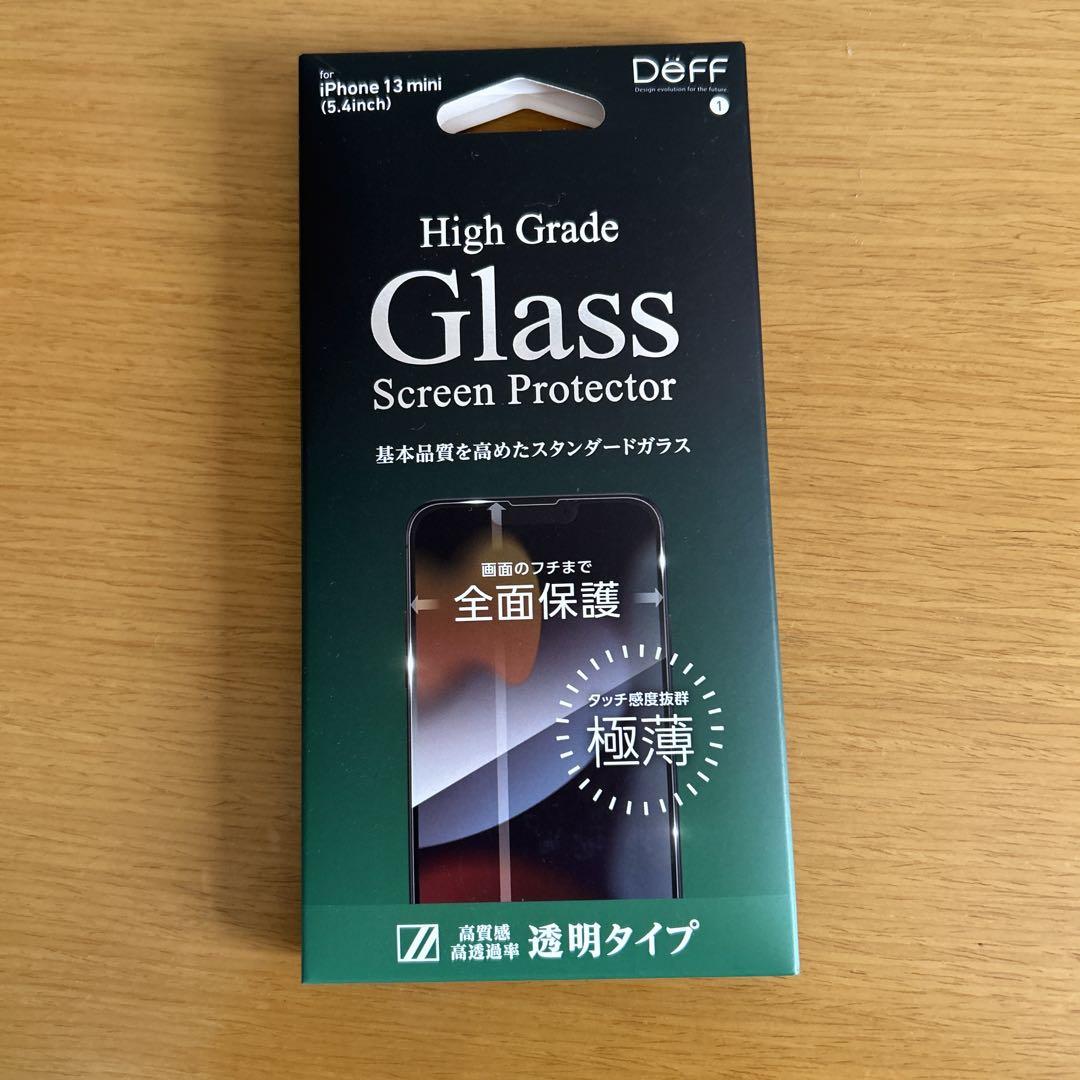 for
iPhone 13 mini
(5.4inch)
DëFF
Design evolution for the future
1
High Grade
Glass
Screen Protector
基本品質を高めたスタンダードガラス
画面のフチまで
全面保護
タッチ感度抜群
極薄
高質感
高透過率
透明タイプ